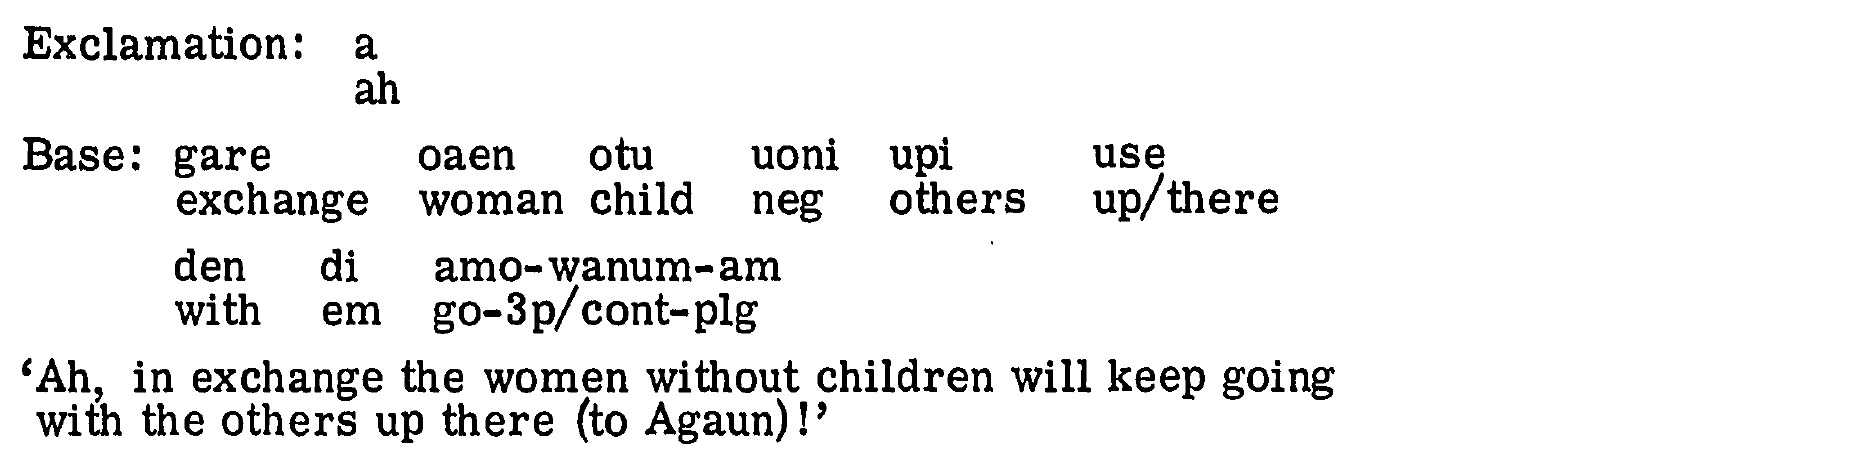 Exclamation: a
ah
Base: gare oaen otu uoni upi use
exchange woman child neg others up/there
den di amo-wanum-am
with em go-3p/cont-plg
‘Ah, in exchange the women without children will keep going
with the others up there (to Agaun)!’